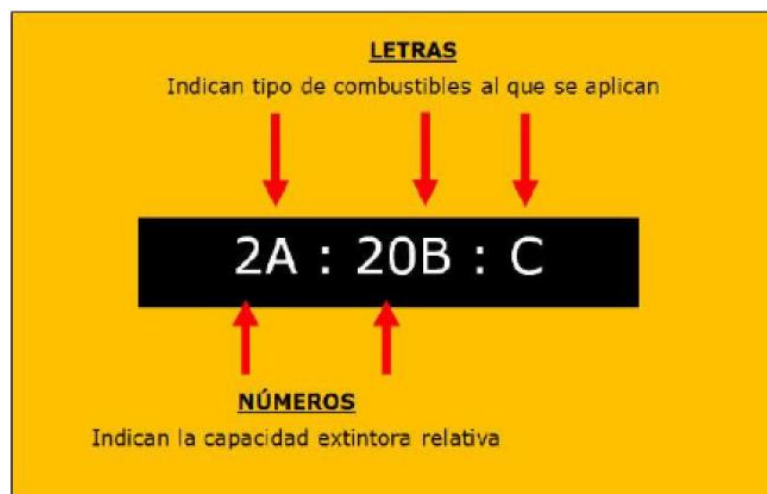 LETRAS
Indican tipo de combustibles al que se aplican
2A : 20B : C
NÚMEROS
Indican la capacidad extintora relativa